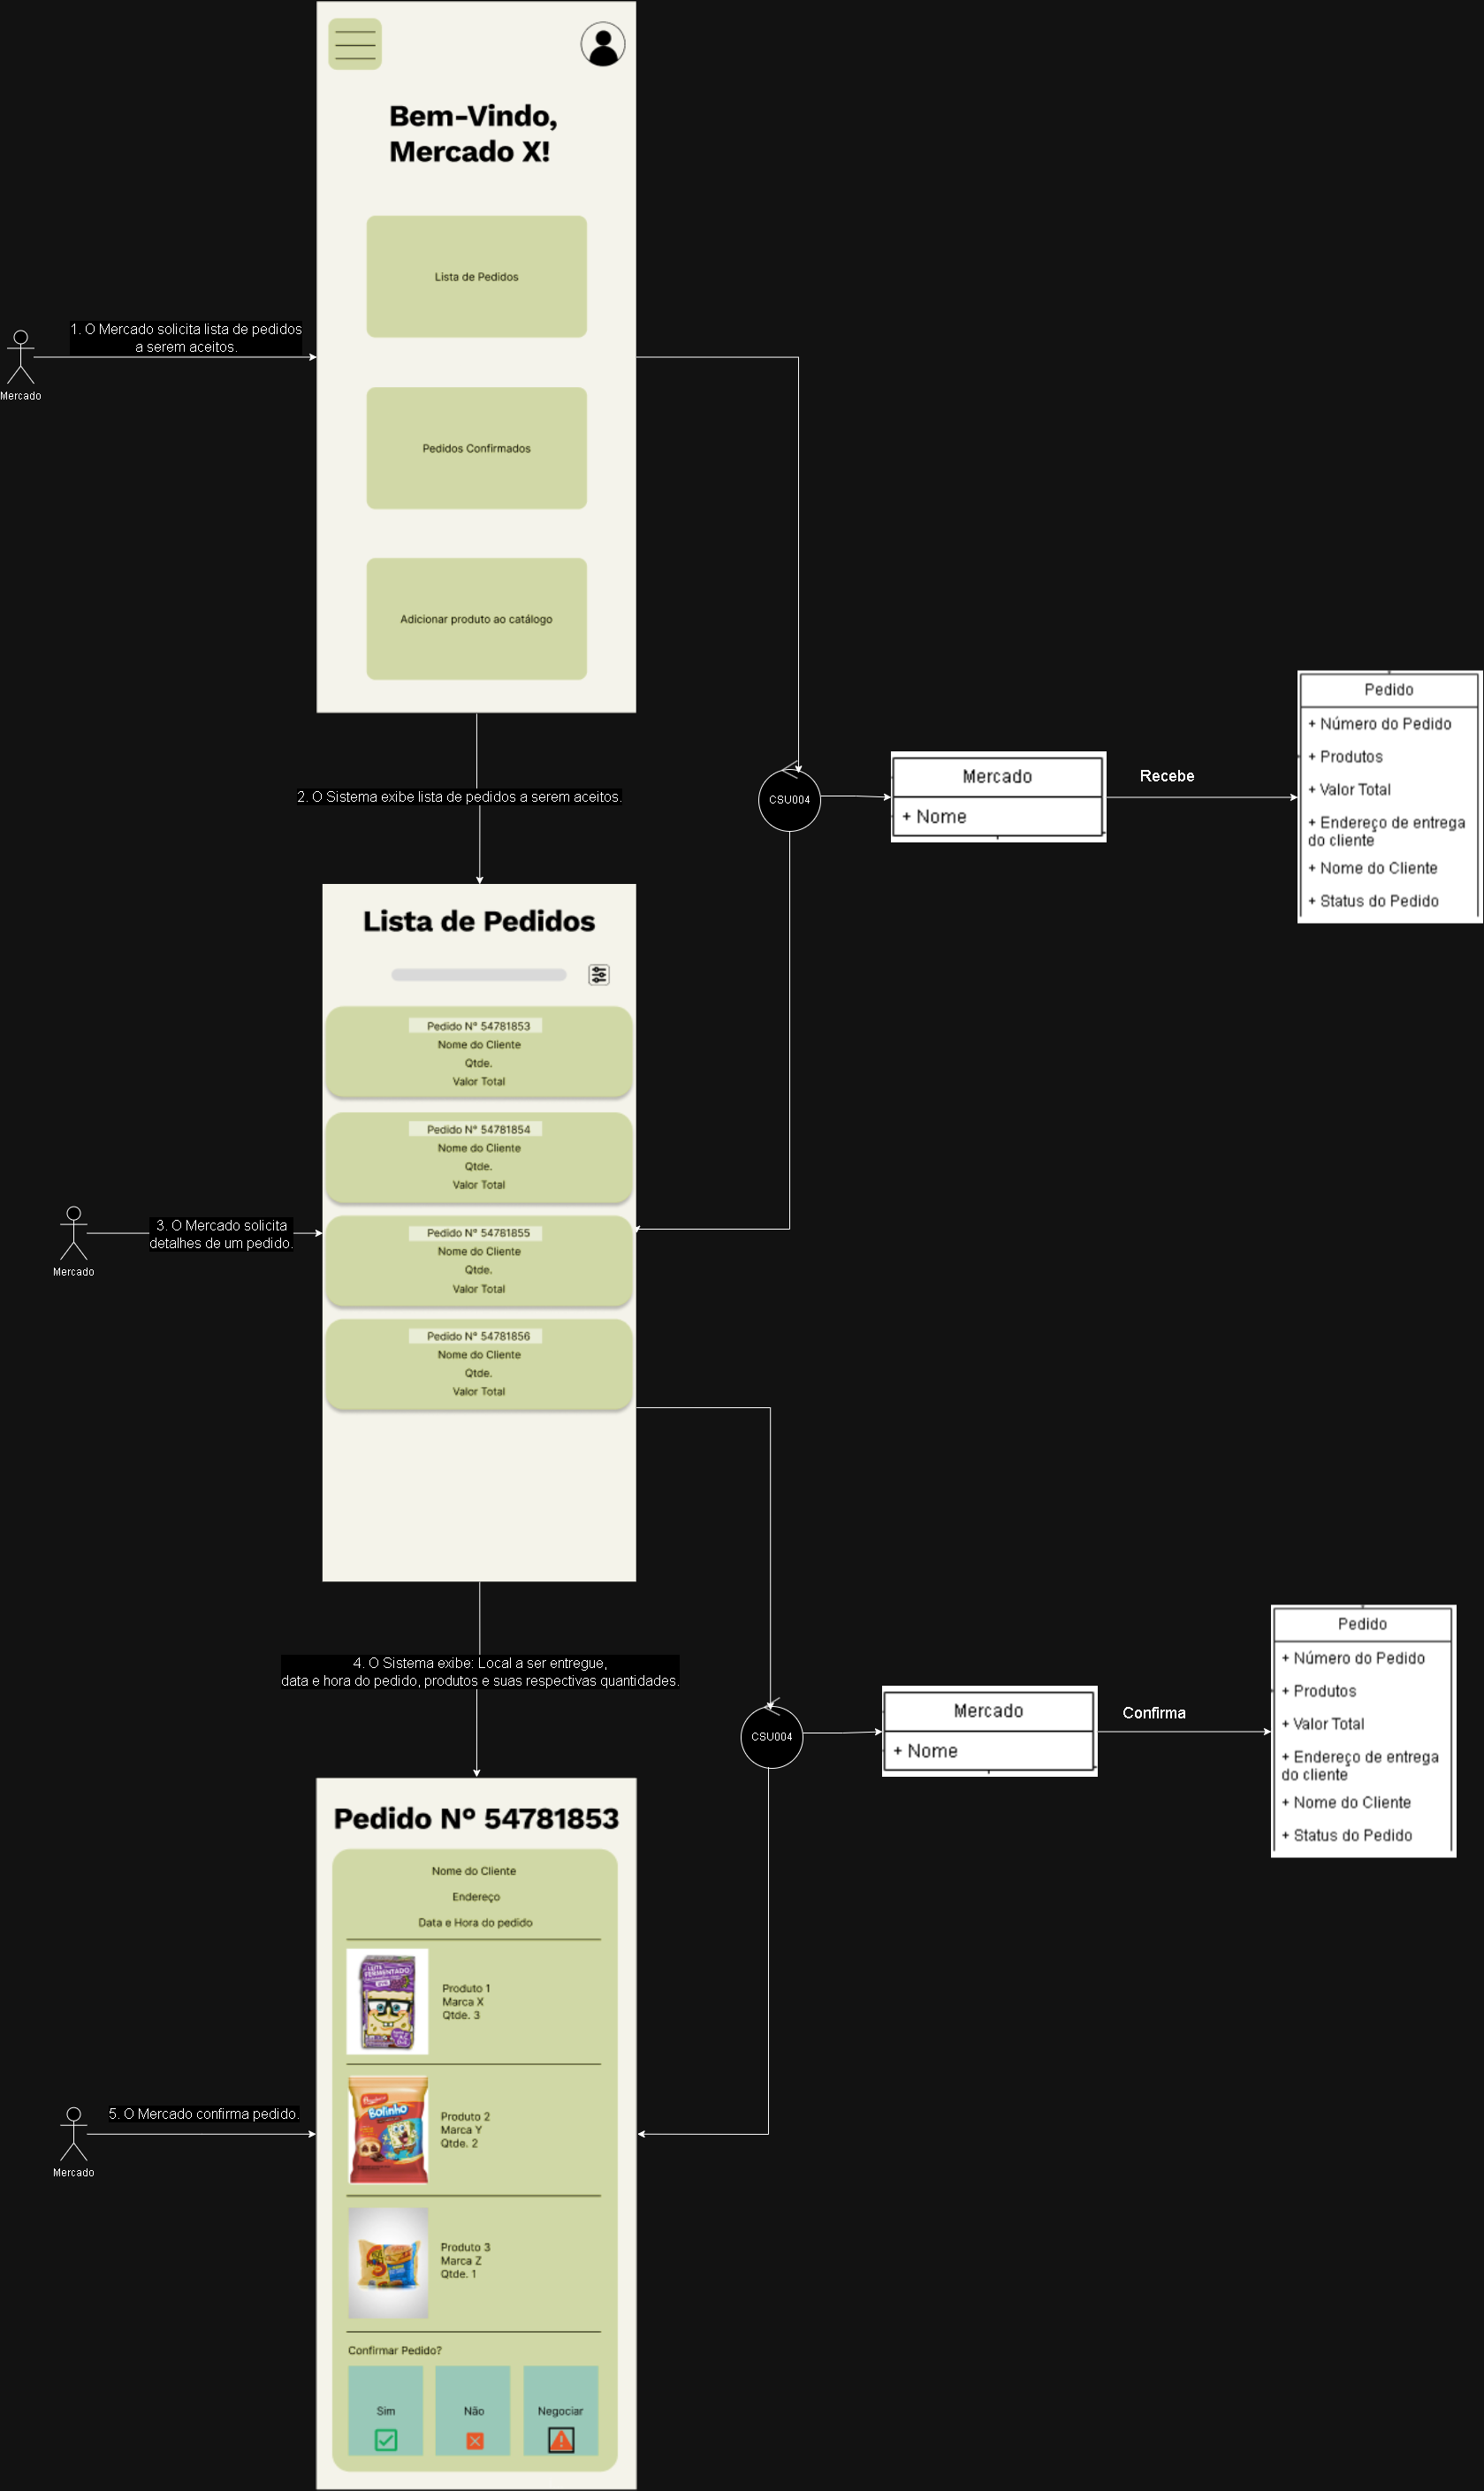 Bem-Vindo,
Mercado X!
Lista de Pedidos
1. O Mercado solicita lista de pedidos
a serem aceitos.
Mercado
Pedidos Confirmados
Adicionar produto ao catálogo
2. O Sistema exibe lista de pedidos a serem aceitos.
CSU004
Mercado
+ Nome
Recebe
Pedido
+ Número do Pedido
+ Produtos
+ Valor Total
+ Endereço de entrega
do cliente
+ Nome do Cliente
+ Status do Pedido
Lista de Pedidos
Pedido N° 54781853
Nome do Cliente
Qtde.
Valor Total
Pedido N° 54781854
Nome do Cliente
Qtde.
Valor Total
3. O Mercado solicita
detalhes de um pedido.
Mercado
Pedido N° 54781855
Nome do Cliente
Qtde.
Valor Total
Pedido N° 54781856
Nome do Cliente
Qtde.
Valor Total
4. O Sistema exibe: Local a ser entregue,
data e hora do pedido, produtos e suas respectivas quantidades.
CSU004
Mercado
+ Nome
Confirma
Pedido
+ Número do Pedido
+ Produtos
+ Valor Total
+ Endereço de entrega
do cliente
+ Nome do Cliente
+ Status do Pedido
Pedido N° 54781853
Nome do Cliente
Endereço
Data e Hora do pedido
FERMENTADO
Produto 1
Marca X
Qtde. 3
5. O Mercado confirma pedido.
Mercado
Bolinho
Produto 2
Marca Y
Qtde. 2
Produto 3
Marca Z
Qtde. 1
Confirmar Pedido?
Sim
Não
Negociar